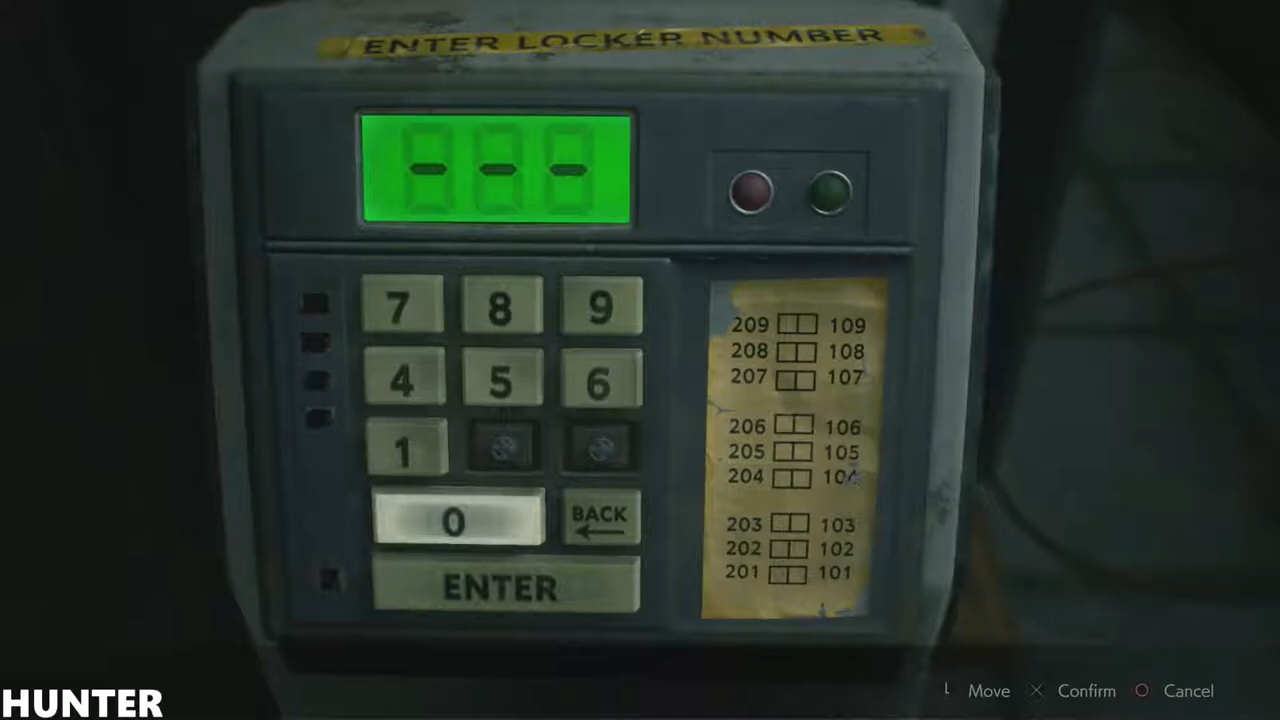 ENTER LOCKER NUMBER
7 8 9
4 5 6
1
0 BACK
ENTER
209 109
208 108
207 107
206 106
205 105
204 104
203 103
202 102
201 101
HUNTER
L Move X Confirm O Cancel